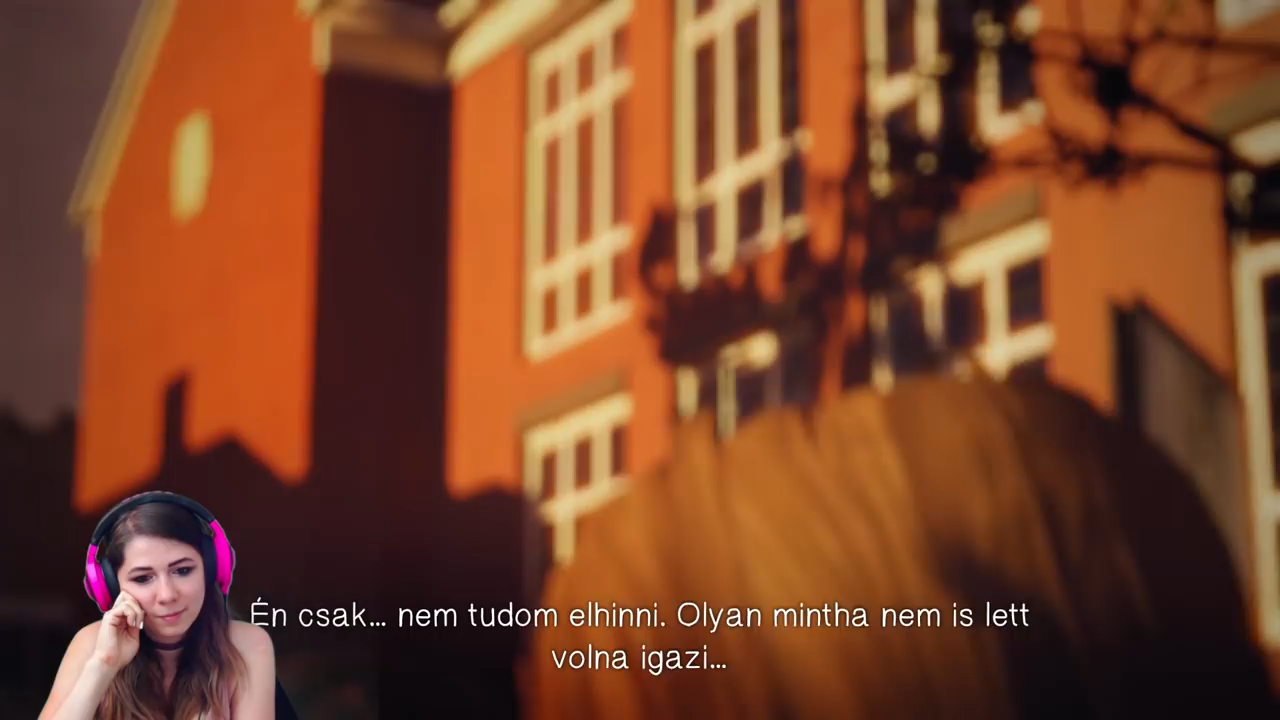 Én csak... nem tudom elhinni. Olyan mintha nem is lett
volna igazi...